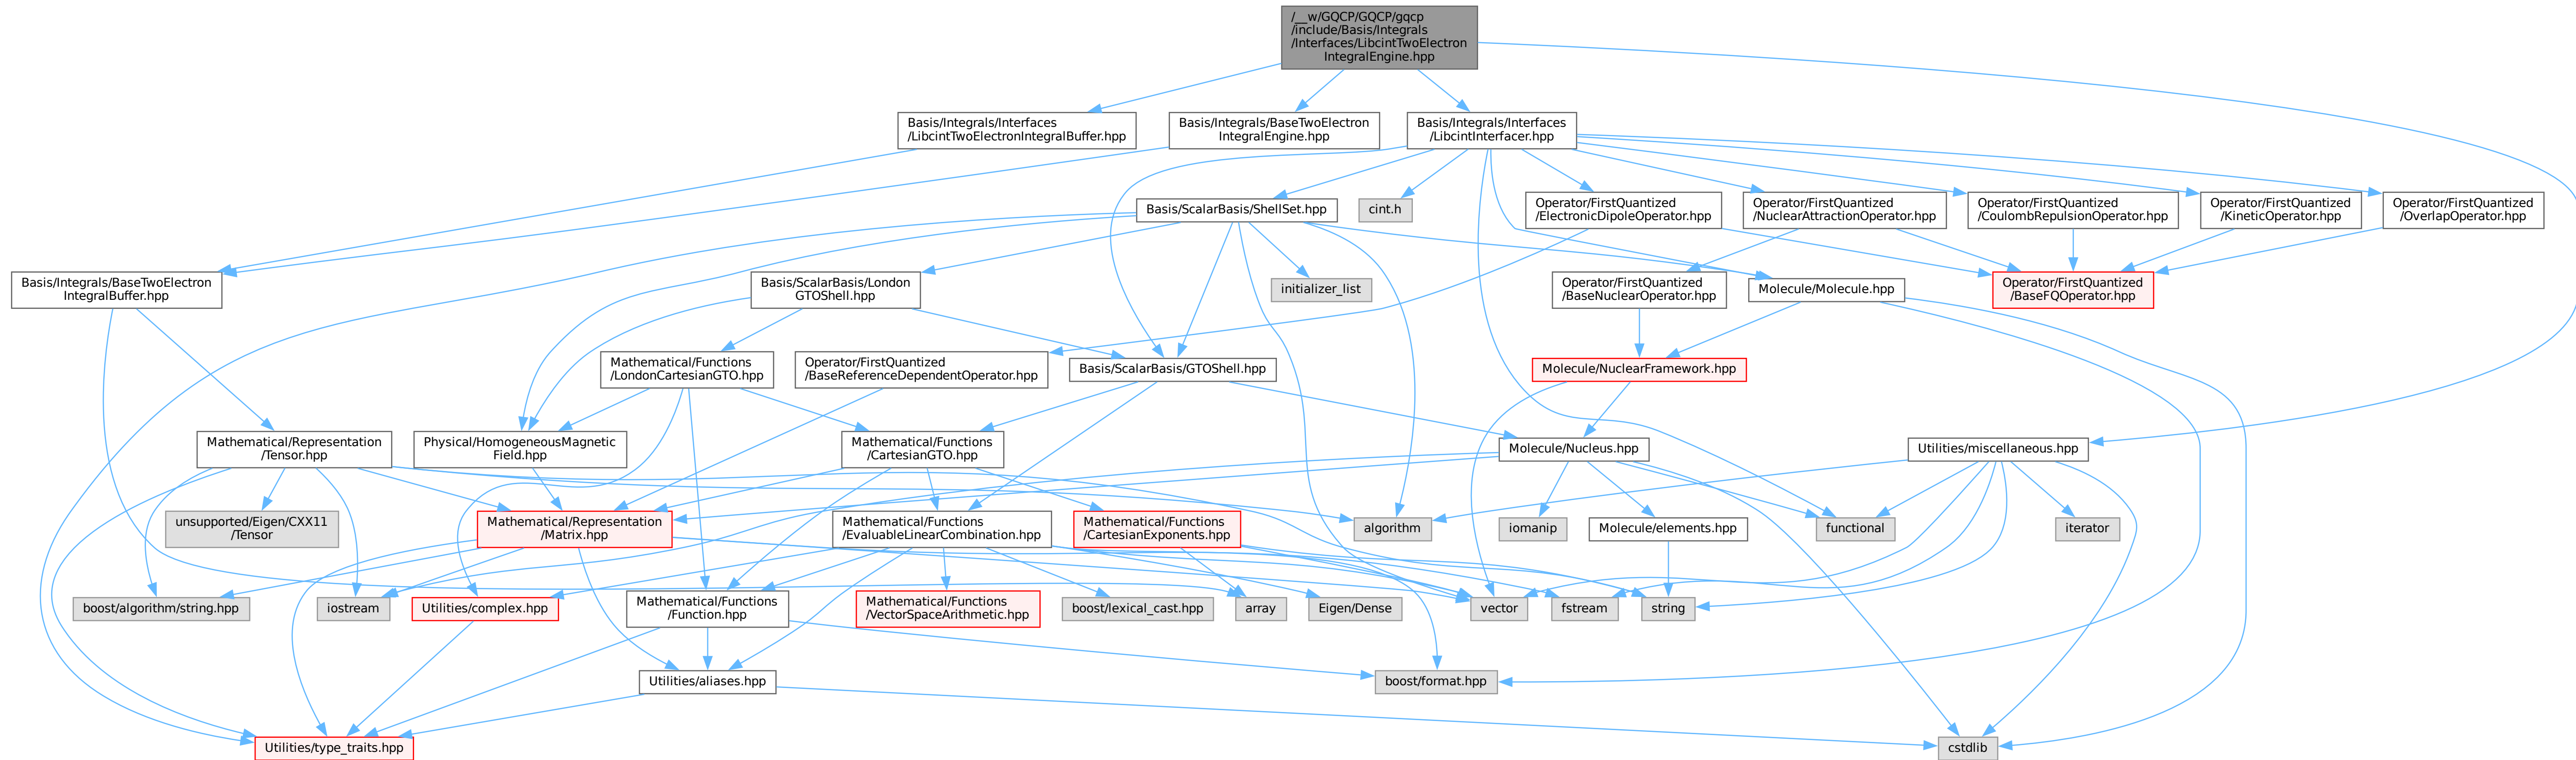 /__w/GQCP/GQCP/gqcp
/include/Basis/Integrals
/Interfaces/LibcintTwoElectron
IntegralEngine.hpp
Basis/Integrals/Interfaces
/LibcintTwoElectronIntegralBuffer.hpp
Basis/Integrals/BaseTwoElectron
IntegralEngine.hpp
Basis/Integrals/Interfaces
/LibcintInterfacer.hpp
Basis/ScalarBasis/ShellSet.hpp
cint.h
Operator/FirstQuantized
/ElectronicDipoleOperator.hpp
Operator/FirstQuantized
/NuclearAttractionOperator.hpp
Operator/FirstQuantized
/CoulombRepulsionOperator.hpp
Operator/FirstQuantized
/KineticOperator.hpp
Operator/FirstQuantized
/OverlapOperator.hpp
Basis/Integrals/BaseTwoElectron
IntegralBuffer.hpp
Basis/ScalarBasis/London
GTOShell.hpp
initializer_list
Operator/FirstQuantized
/BaseNuclearOperator.hpp
Molecule/Molecule.hpp
Operator/FirstQuantized
/BaseFQOperator.hpp
Mathematical/Functions
/LondonCartesianGTO.hpp
Operator/FirstQuantized
/BaseReferenceDependentOperator.hpp
Basis/ScalarBasis/GTOShell.hpp
Molecule/NuclearFramework.hpp
Mathematical/Representation
/Tensor.hpp
Physical/HomogeneousMagnetic
Field.hpp
Mathematical/Functions
/CartesianGTO.hpp
Molecule/Nucleus.hpp
Utilities/miscellaneous.hpp
unsupported/Eigen/CXX11
/Tensor
Mathematical/Representation
/Matrix.hpp
algorithm
Mathematical/Functions
/EvaluableLinearCombination.hpp
Mathematical/Functions
/CartesianExponents.hpp
iomanip
Molecule/elements.hpp
functional
iterator
boost/algorithm/string.hpp
iostream
Utilities/complex.hpp
Mathematical/Functions
/Function.hpp
Mathematical/Functions
/VectorSpaceArithmetic.hpp
boost/lexical_cast.hpp
array
Eigen/Dense
vector
fstream
string
Utilities/aliases.hpp
boost/format.hpp
Utilities/type_traits.hpp
cstdlib